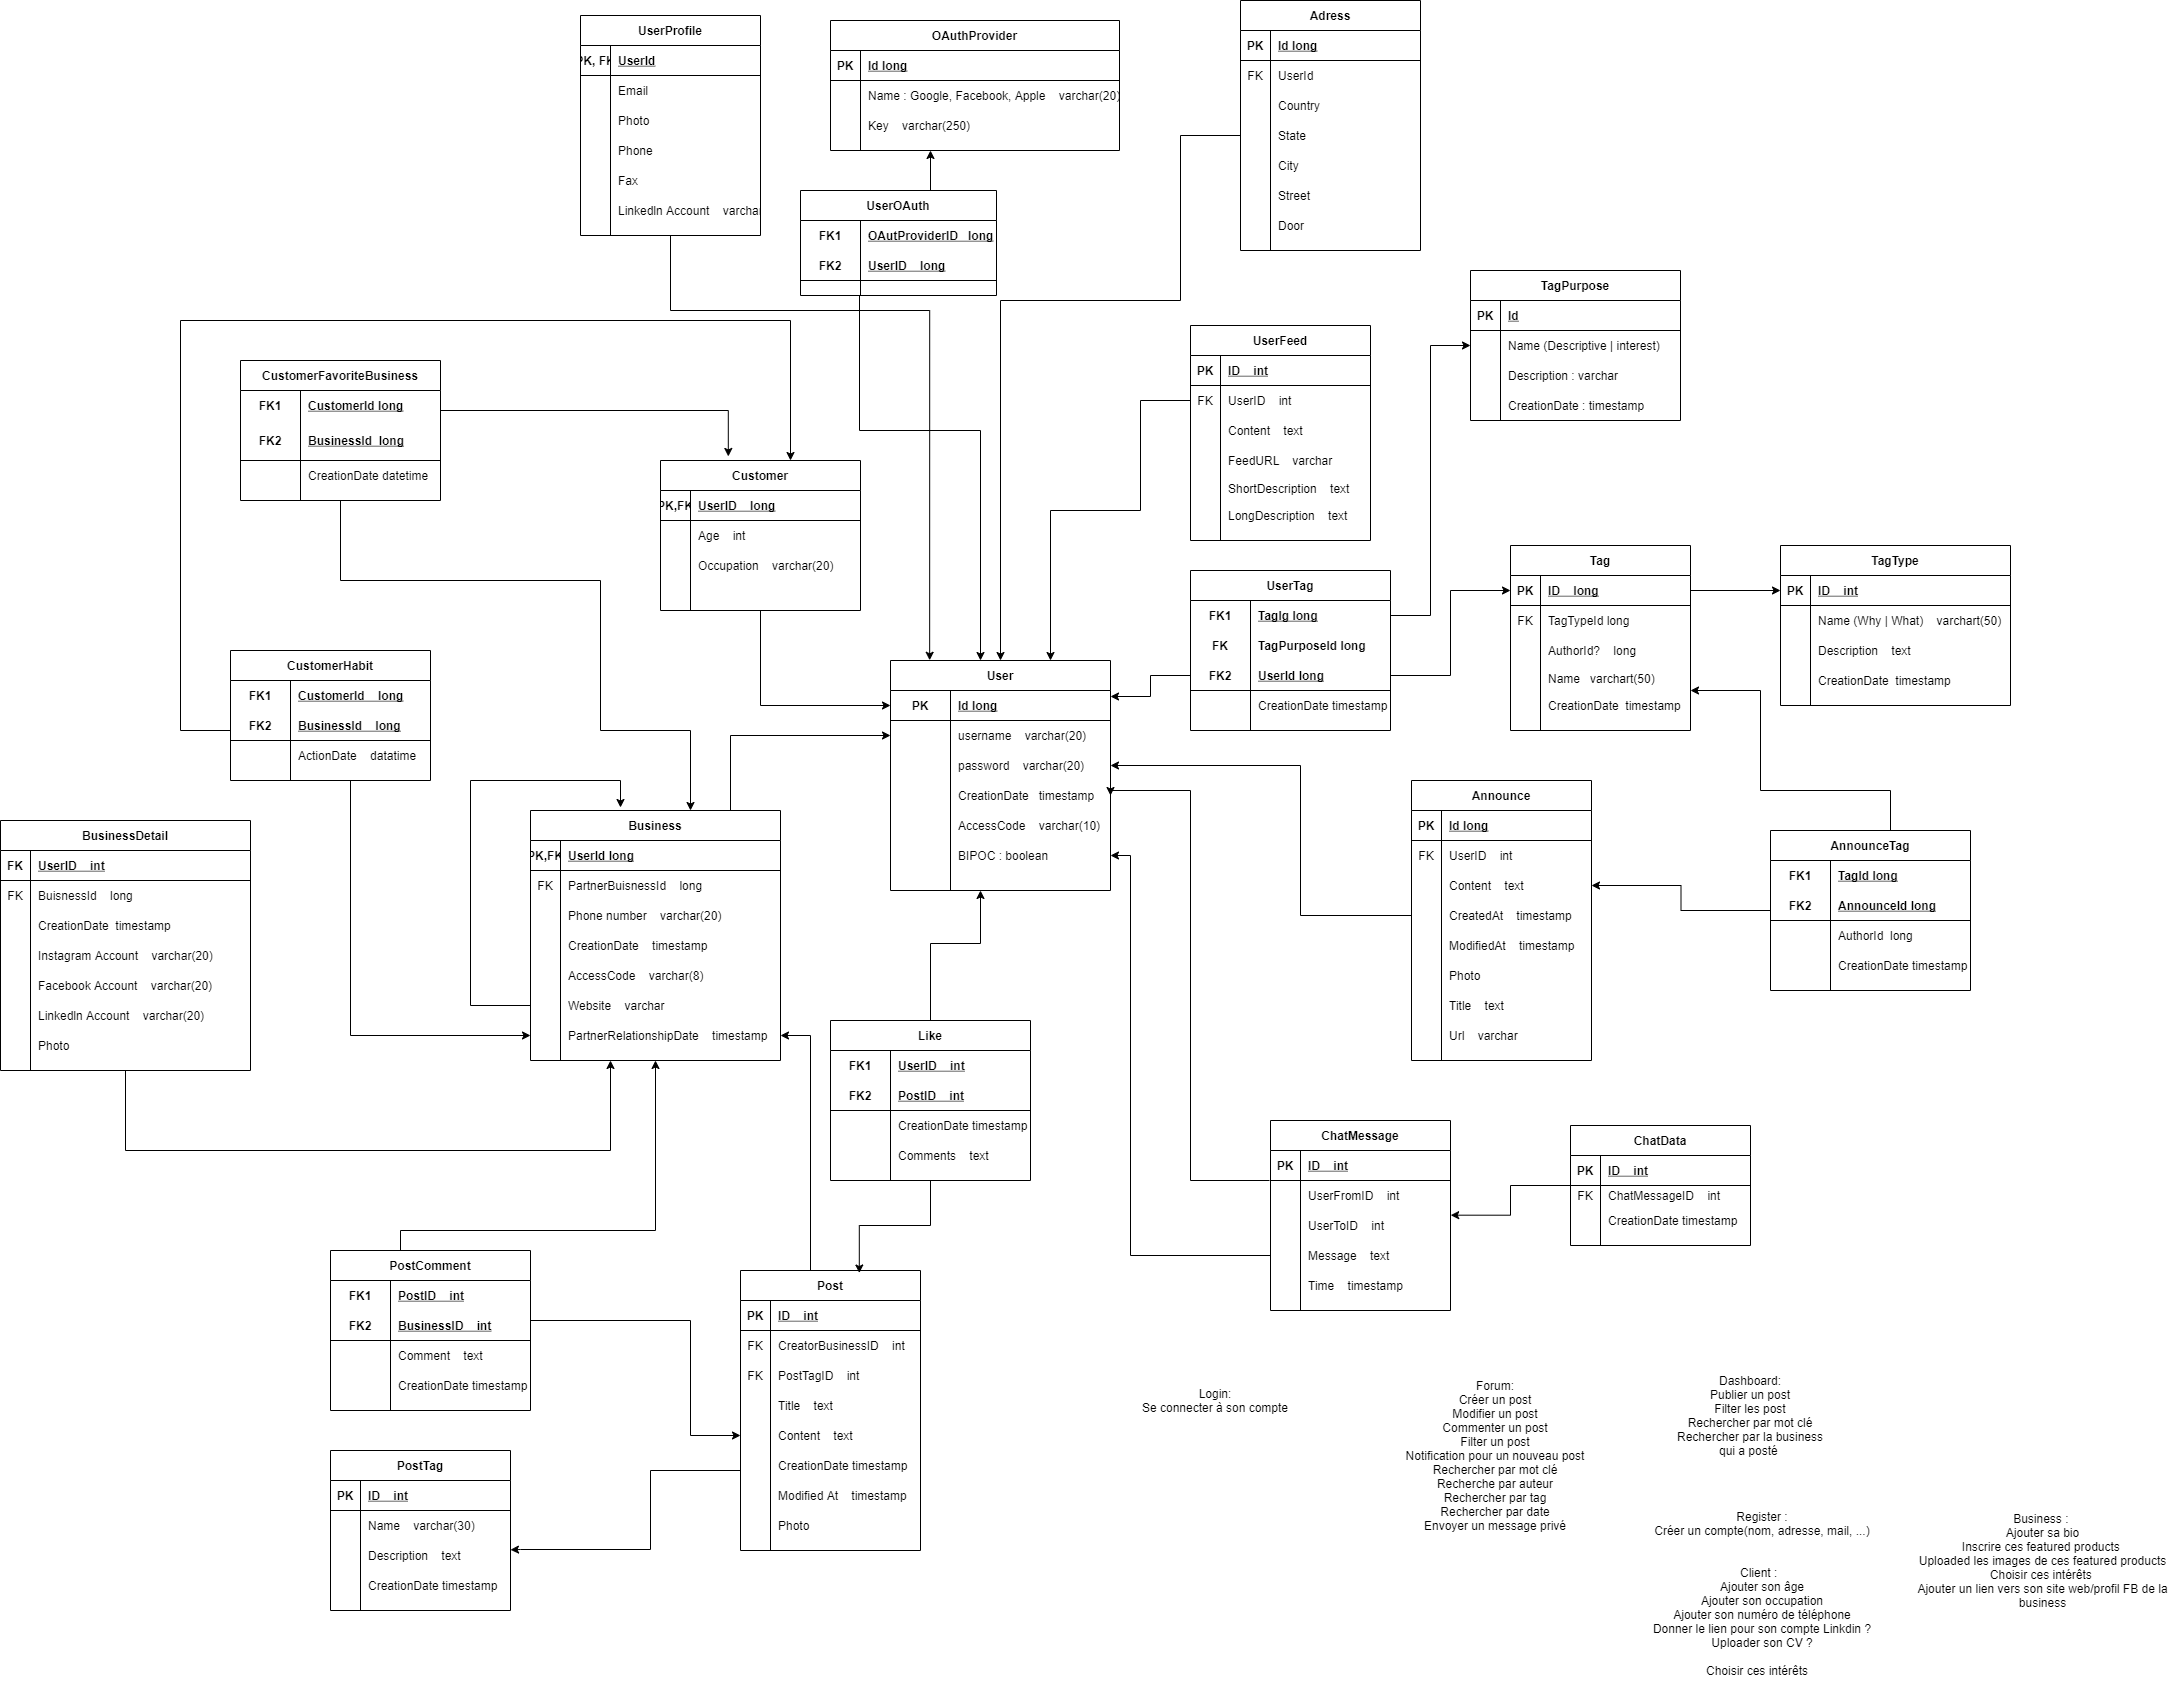 UserProfile
PK, FK UserId
Email
Photo
Phone
Fax
LinkedIn Account varcha
OAuthProvider
PK Id long
Name : Google, Facebook, Apple varchar(20)
Key varchar(250)
UserOAuth
FK1 OAutProviderID long
FK2 UserID long
Adress
PK Id long
FK UserId
Country
State
City
Street
Door
TagPurpose
PK Id
Name (Descriptive | interest)
Description : varchar
CreationDate : timestamp
UserFeed
PK ID int
FK UserID int
Content text
FeedURL varchar
ShortDescription text
LongDescription text
CustomerFavoriteBusiness
FK1 CustomerId long
FK2 BusinessId long
CreationDate datetime
Customer
PK,FK UserID long
Age int
Occupation varchar(20)
UserTag
FK1 TagIg long
FK TagPurposeId long
FK2 UserId long
CreationDate timestamp
Tag
PK ID long
FK TagTypeId long
AuthorId? long
Name varchart(50)
CreationDate timestamp
TagType
PK ID int
Name (Why | What) varchart(50)
Description text
CreationDate timestamp
CustomerHabit
FK1 CustomerId long
FK2 BusinessId long
ActionDate datatime
User
PK Id long
username varchar(20)
password varchar(20)
CreationDate timestamp
AccessCode varchar(10)
BIPOC : boolean
BusinessDetail
FK UserID int
FK BuisnessId long
CreationDate timestamp
Instagram Account varchar(20)
Facebook Account varchar(20)
LinkedIn Account varchar(20)
Photo
Business
PK,FK UserId long
FK PartnerBuisnessId long
Phone number varchar(20)
CreationDate timestamp
AccessCode varchar(8)
Website varchar
PartnerRelationshipDate timestamp
Announce
PK Id long
FK UserID int
Content text
CreatedAt timestamp
ModifiedAt timestamp
Photo
Title text
Url varchar
AnnounceTag
FK1 TagId long
FK2 AnnounceId long
AuthorId long
CreationDate timestamp
Like
FK1 UserID int
FK2 PostID int
CreationDate timestamp
Comments text
ChatMessage
PK ID int
UserFromID int
UserToID int
Message text
Time timestamp
ChatData
PK ID int
FK ChatMessageID int
CreationDate timestamp
PostComment
FK1 PostID int
FK2 BusinessID int
Comment text
CreationDate timestamp
Post
PK ID int
FK CreatorBusinessID int
FK PostTagID int
Title text
Content text
CreationDate timestamp
Modified At timestamp
Photo
PostTag
PK ID int
Name varchar(30)
Description text
CreationDate timestamp
Login:
Se connecter à son compte
Forum:
Créer un post
Modifier un post
Commenter un post
Filter un post
Notification pour un nouveau post
Rechercher par mot clé
Recherche par auteur
Rechercher par tag
Rechercher par date
Envoyer un message privé
Dashboard:
Publier un post
Filter les post
Rechercher par mot clé
Rechercher par la business
qui a posté
Register :
Créer un compte(nom, adresse, mail, ...)
Client :
Ajouter son âge
Ajouter son occupation
Ajouter son numéro de téléphone
Donner le lien pour son compte Linkdin ?
Uploader son CV ?
Choisir ces intérêts
Business :
Ajouter sa bio
Inscrire ces featured products
Uploaded les images de ces featured products
Choisir ces intérêts
Ajouter un lien vers son site web/profil FB de la
business